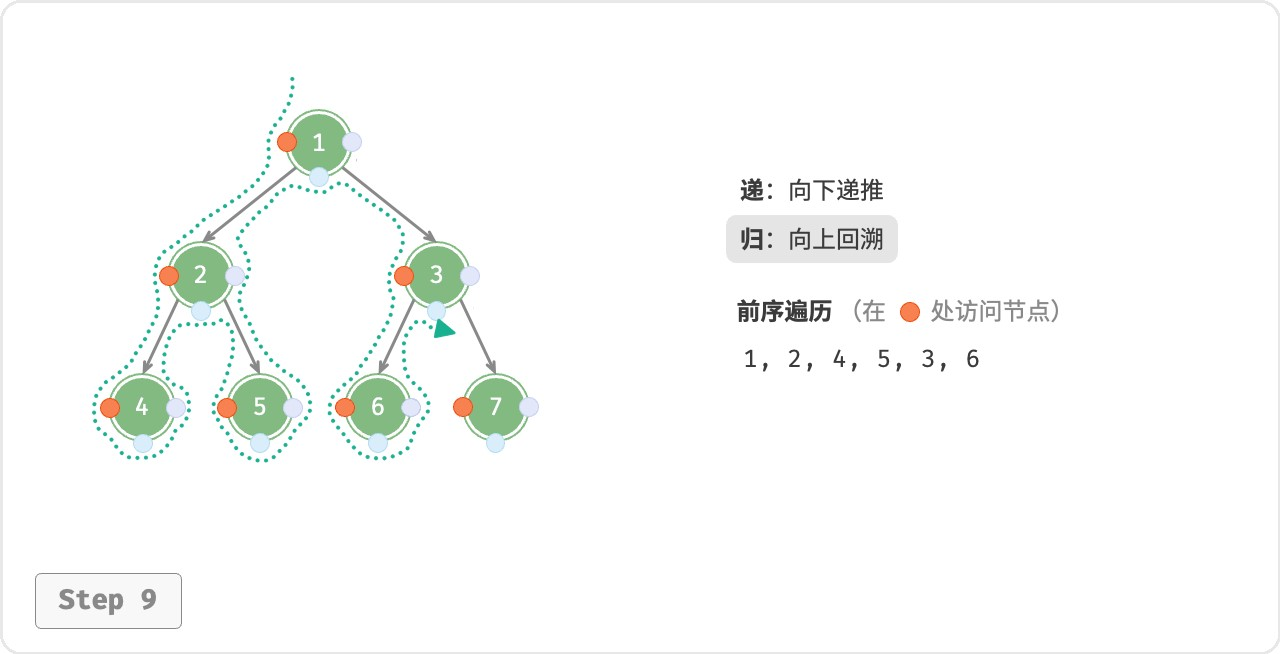 1
2
3
4
5
6
7
递：向下递推
归：向上回溯
前序遍历 （在 处访问节点）
1, 2, 4, 5, 3, 6
Step 9